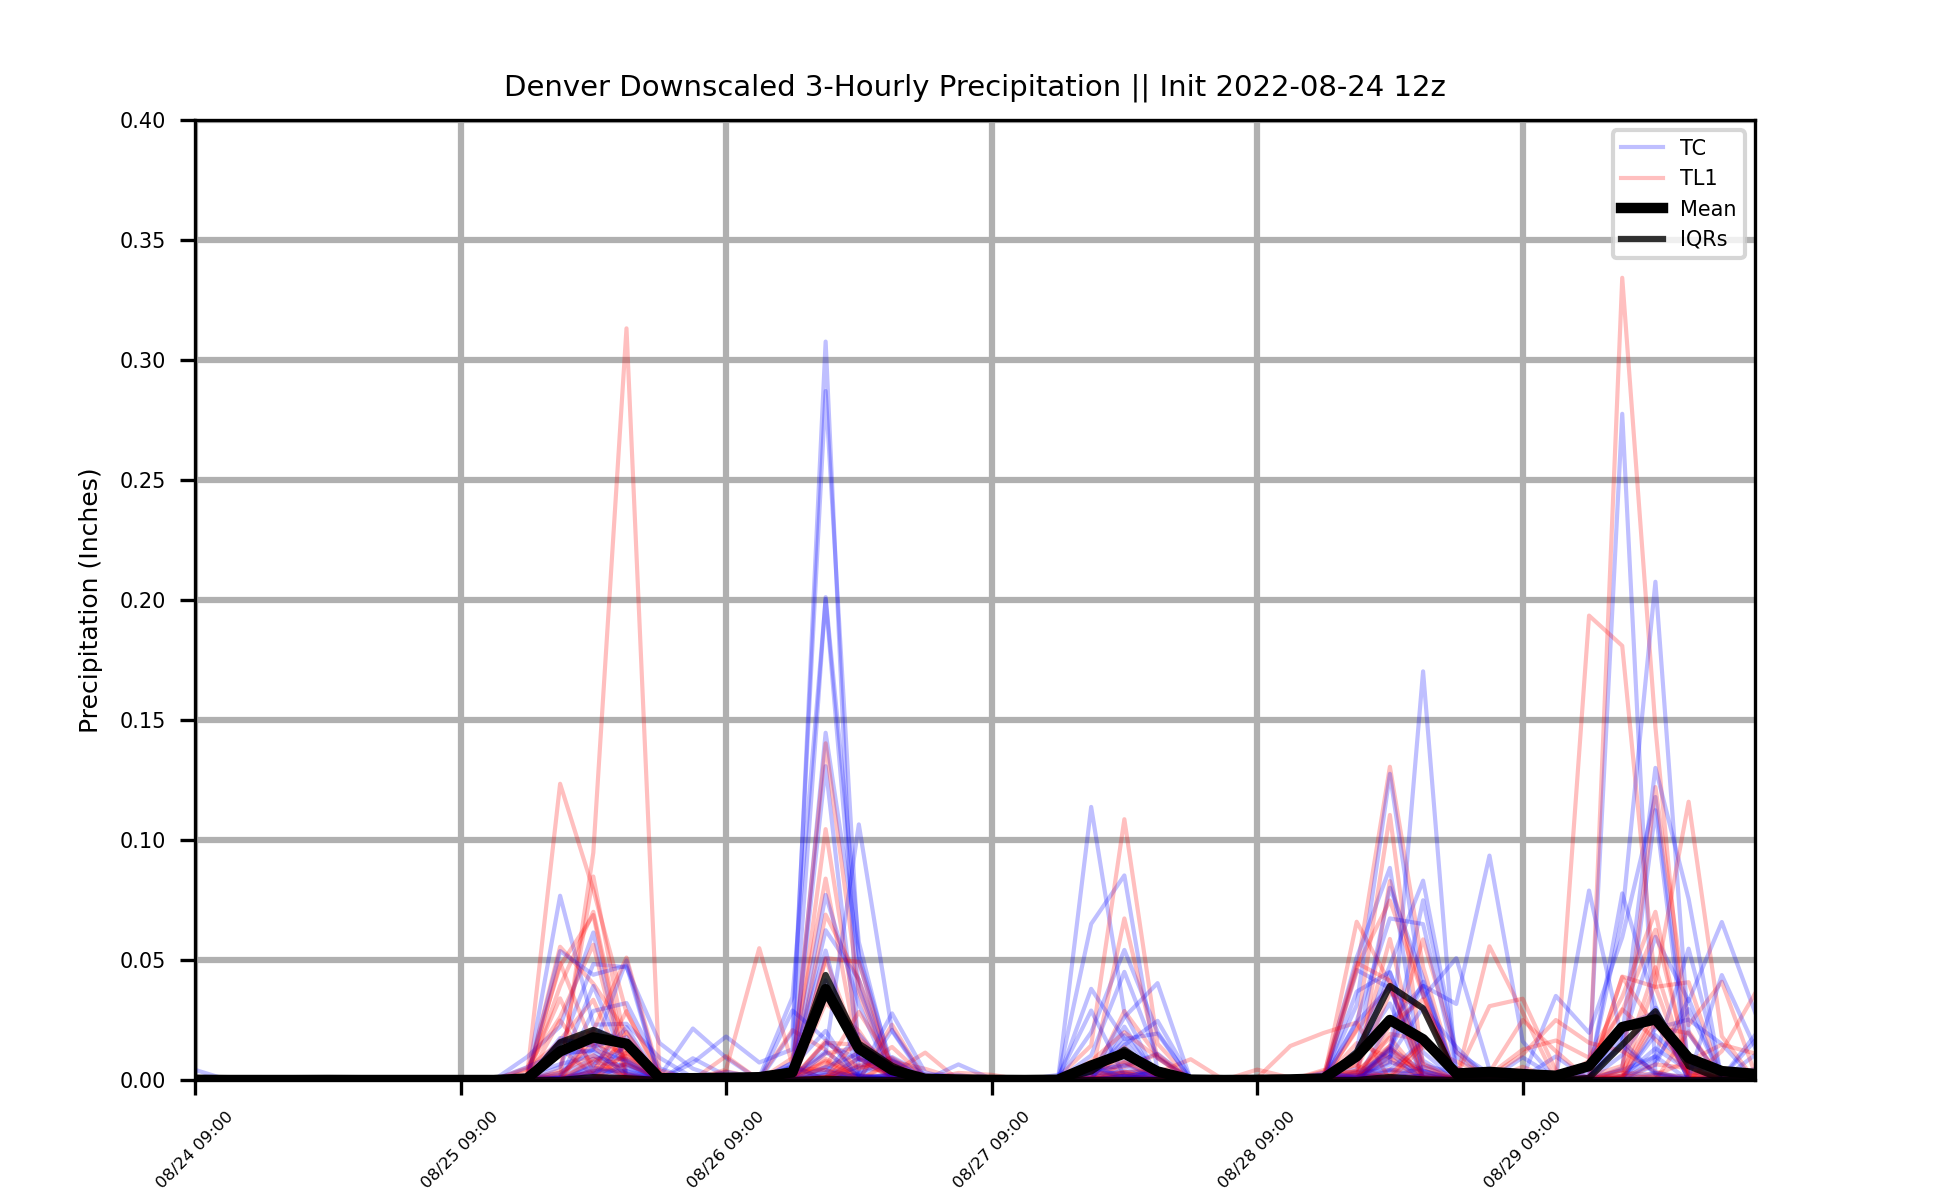 Denver Downscaled 3-Hourly Precipitation || Init 2022-08-24 12z
TC
TL1
Mean
IQRs
Precipitation (Inches)
0.40
0.35
0.30
0.25
0.20
0.15
0.10
0.05
0.00
08/24 09:00
08/25 09:00
08/26 09:00
08/27 09:00
08/28 09:00
08/29 09:00